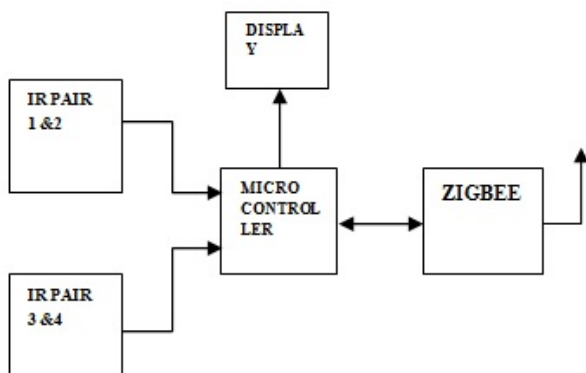 DISPLA
Y
IR PAIR
1 &2
MICRO
CONTROL
LER
ZIGBEE
IR PAIR
3 &4